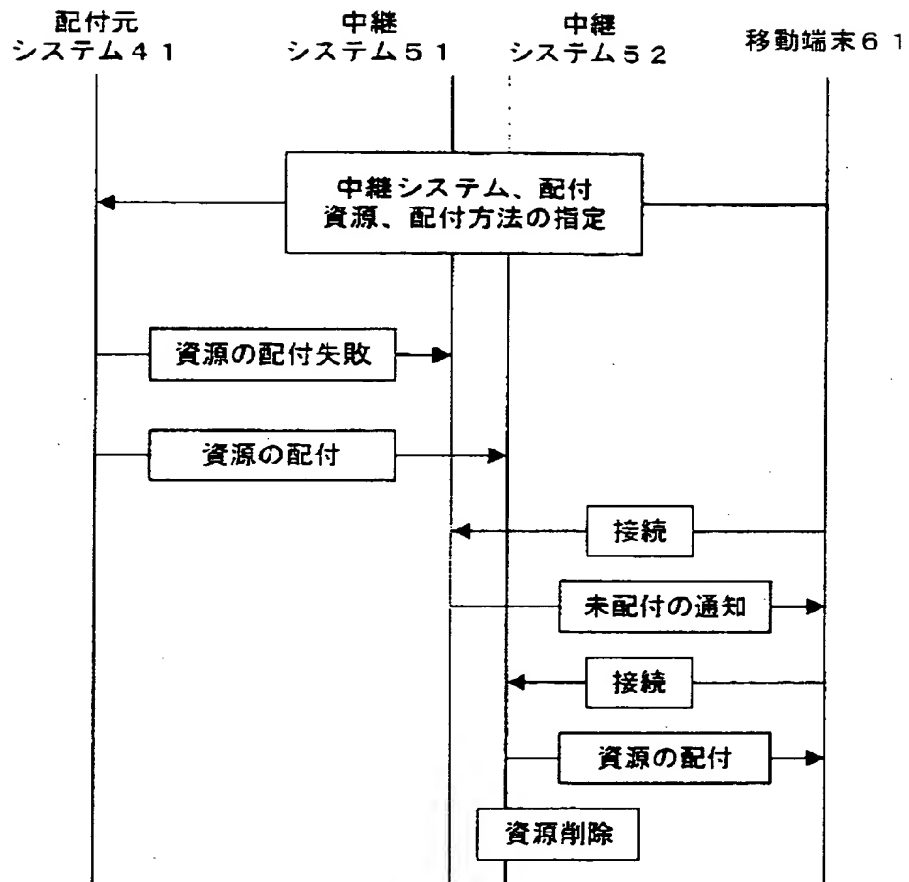 配付元
システム４１
中継
システム５１
中継
システム５２
移動端末６１
中継システム、配付
資源、配付方法の指定
資源の配付失敗
資源の配付
接続
未配付の通知
接続
資源の配付
資源削除